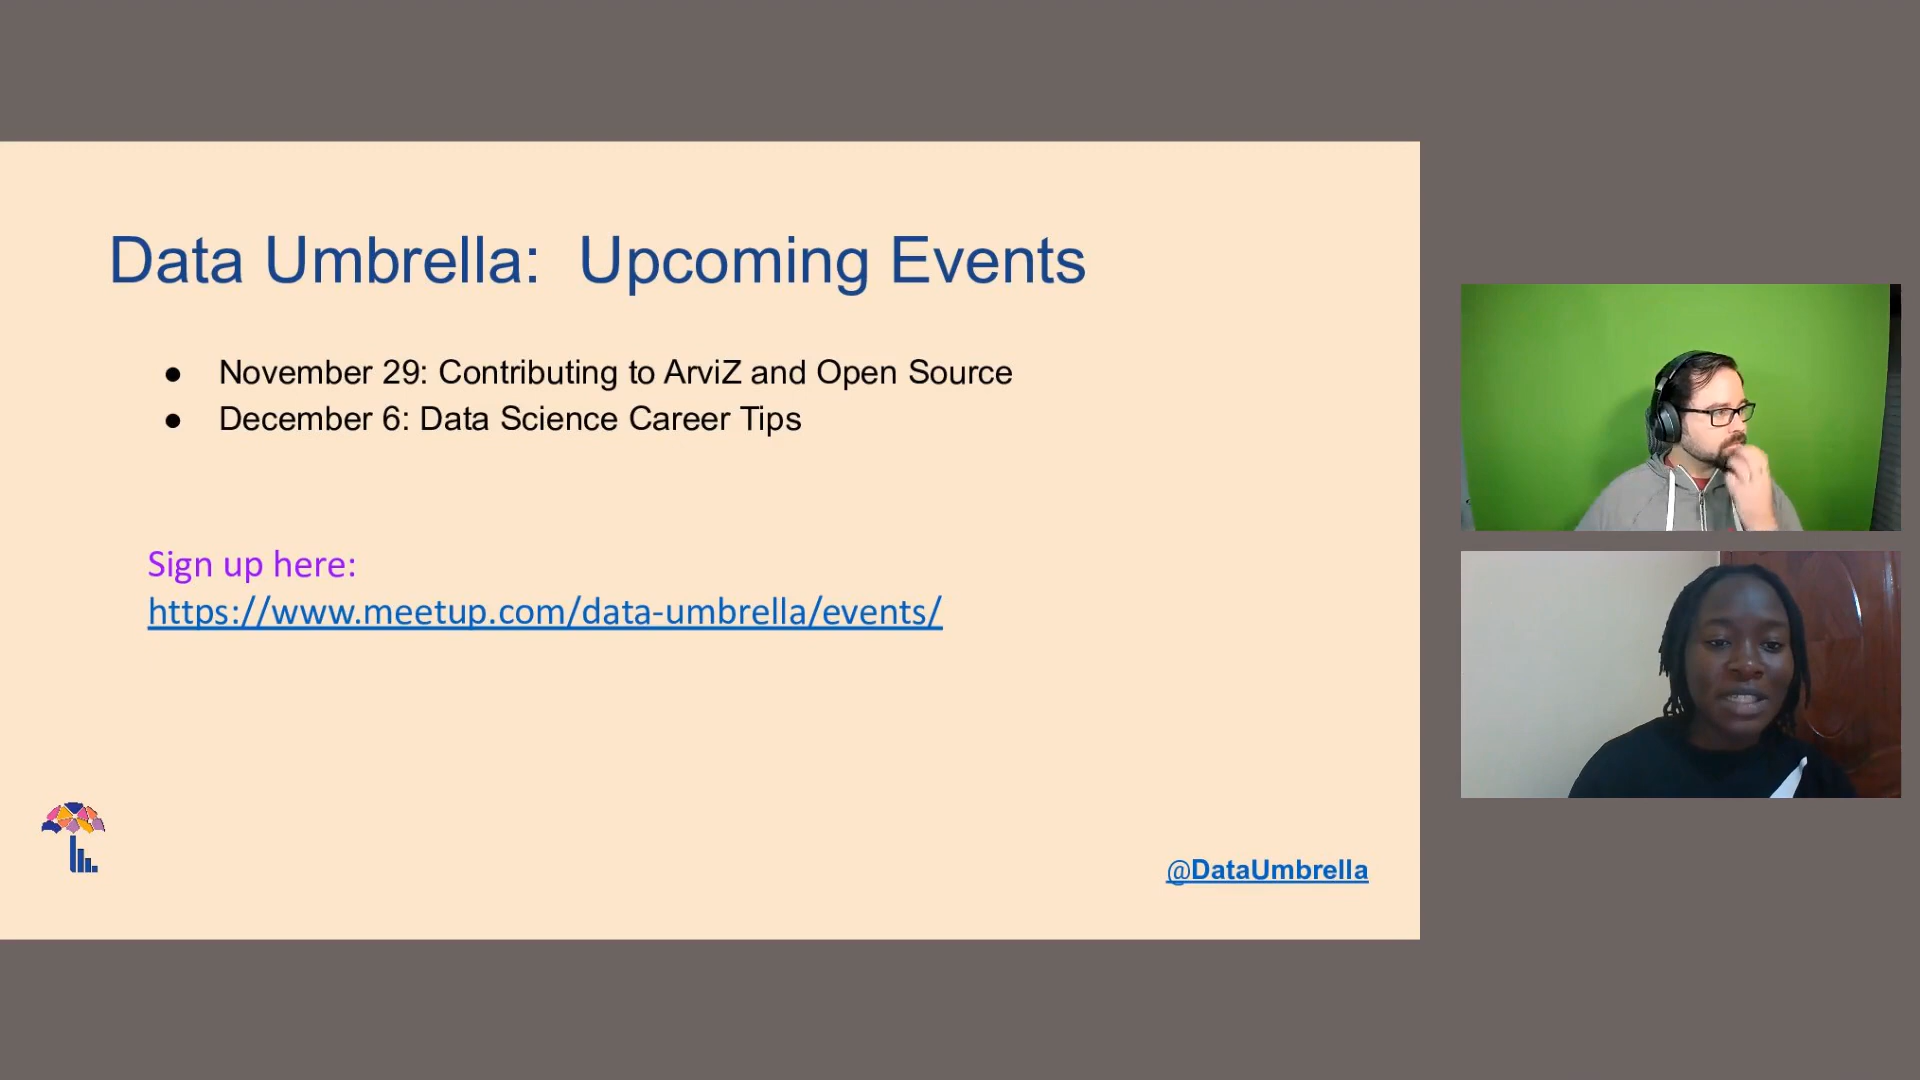 Data Umbrella: Upcoming Events
● November 29: Contributing to ArviZ and Open Source
● December 6: Data Science Career Tips
Sign up here:
https://www.meetup.com/data-umbrella/events/
@DataUmbrella